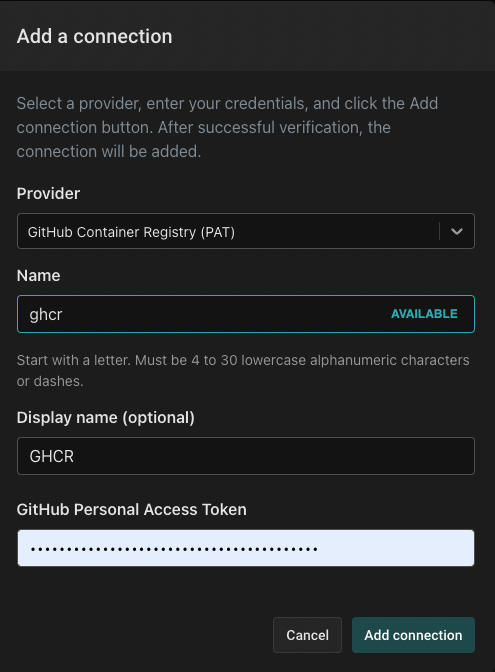 Add a connection
Select a provider, enter your credentials, and click the Add
connection button. After successful verification, the
connection will be added.
Provider
GitHub Container Registry (PAT)
Name
ghcr
AVAILABLE
Start with a letter. Must be 4 to 30 lowercase alphanumeric characters
or dashes.
Display name (optional)
GHCR
GitHub Personal Access Token
••••••••••••••••••••••••••••••••••••••••
Cancel
Add connection